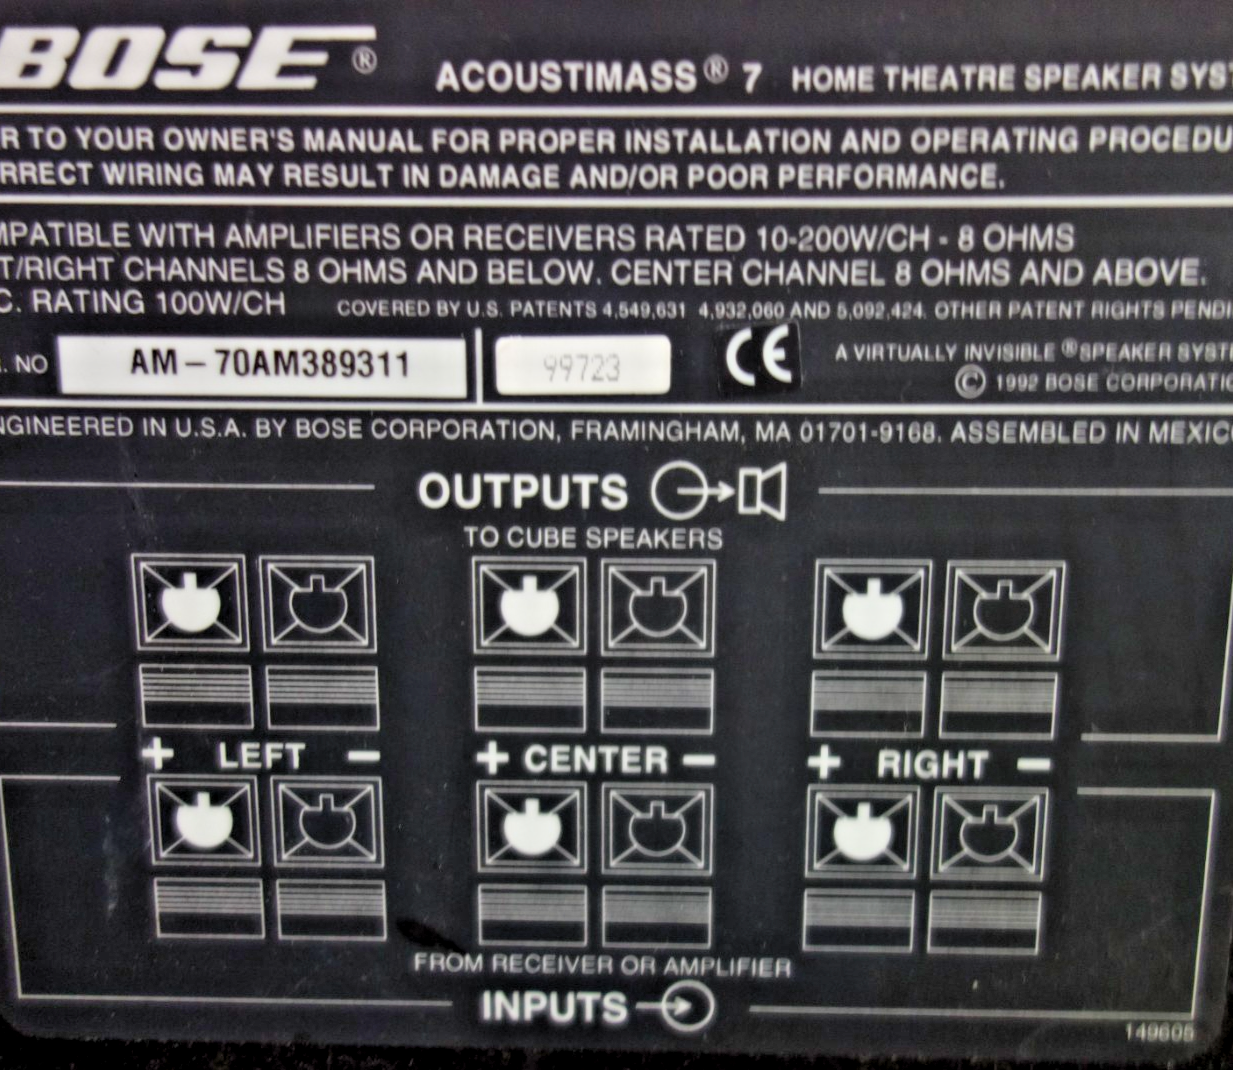 BOSE®
ACOUSTIMASS® 7 HOME THEATRE SPEAKER SYST
R TO YOUR OWNER'S MANUAL FOR PROPER INSTALLATION AND OPERATING PROCEDU
RRECT WIRING MAY RESULT IN DAMAGE AND/OR POOR PERFORMANCE.
MPATIBLE WITH AMPLIFIERS OR RECEIVERS RATED 10-200W/CH - 8 OHMS
T/RIGHT CHANNELS 8 OHMS AND BELOW. CENTER CHANNEL 8 OHMS AND ABOVE.
C. RATING 100W/CH COVERED BY U.S. PATENTS 4,549,631 4,932,060 AND 5,092,424. OTHER PATENT RIGHTS PENDI
. NO AM-70AM389311 99723 CE A VIRTUALLY INVISIBLE® SPEAKER SYSTE
© 1992 BOSE CORPORATIO
NGINEERED IN U.S.A. BY BOSE CORPORATION, FRAMINGHAM, MA 01701-9168. ASSEMBLED IN MEXICO
OUTPUTS
TO CUBE SPEAKERS
+ LEFT - + CENTER - + RIGHT -
FROM RECEIVER OR AMPLIFIER
INPUTS
149605